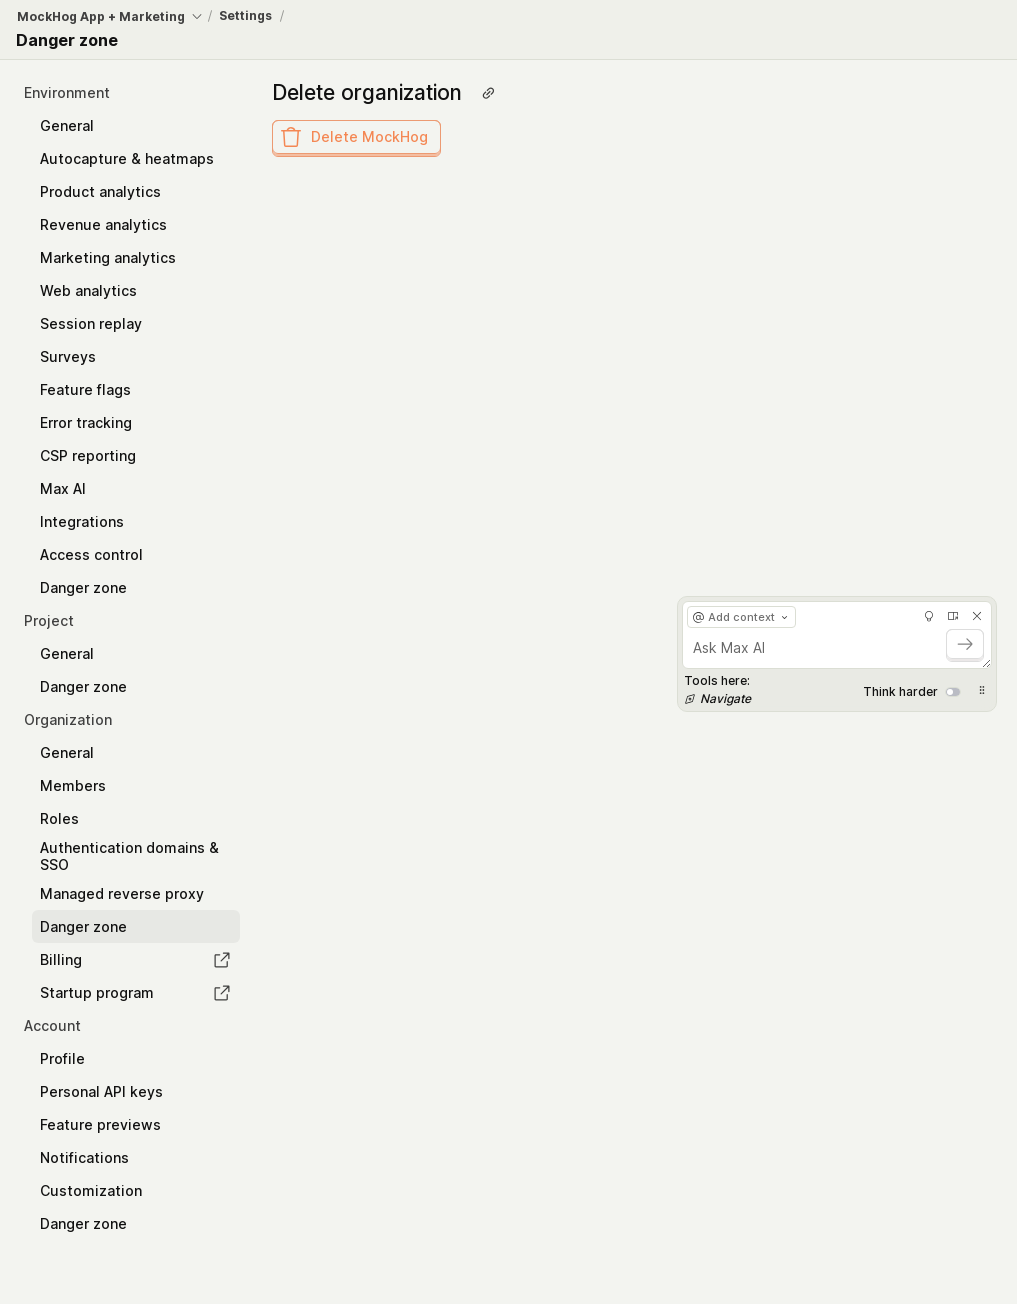 MockHog App + Marketing / Settings /
Danger zone
Environment
General
Autocapture & heatmaps
Product analytics
Revenue analytics
Marketing analytics
Web analytics
Session replay
Surveys
Feature flags
Error tracking
CSP reporting
Max AI
Integrations
Access control
Danger zone
Project
General
Danger zone
Organization
General
Members
Roles
Authentication domains &
SSO
Managed reverse proxy
Danger zone
Billing
Startup program
Account
Profile
Personal API keys
Feature previews
Notifications
Customization
Danger zone
Delete organization
Delete MockHog
@ Add context
Ask Max AI
Tools here:
Navigate
Think harder